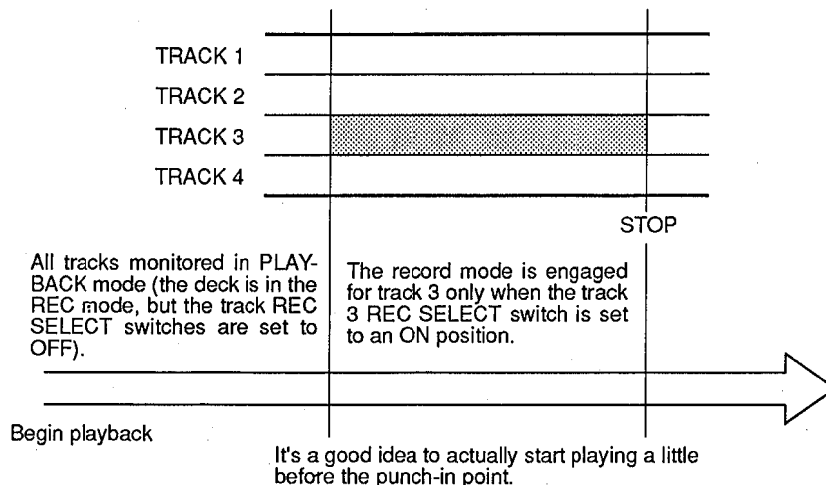 TRACK 1
TRACK 2
TRACK 3
TRACK 4
STOP
All tracks monitored in PLAY-
BACK mode (the deck is in the
REC mode, but the track REC
SELECT switches are set to
OFF).
The record mode is engaged
for track 3 only when the track
3 REC SELECT switch is set
to an ON position.
Begin playback
It's a good idea to actually start playing a little
before the punch-in point.